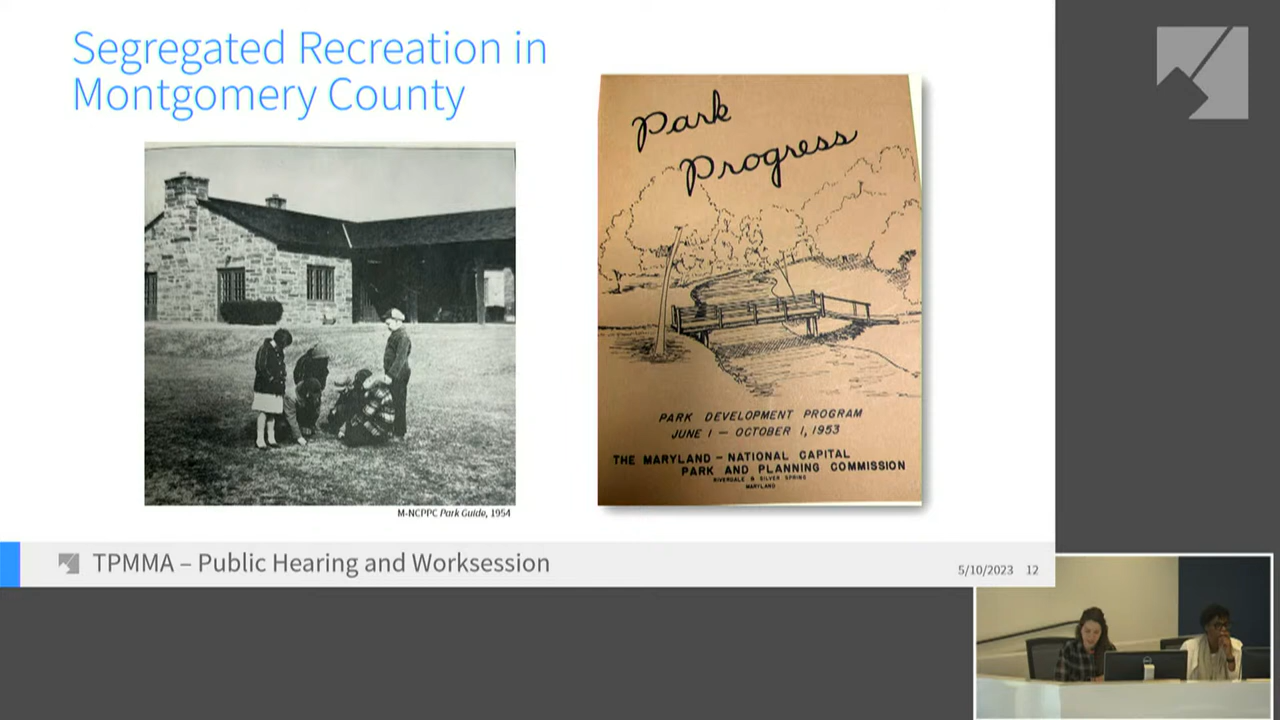 Segregated Recreation in
Montgomery County
Park
Progress
PARK DEVELOPMENT PROGRAM
JUNE 1 — OCTOBER 1, 1953
THE MARYLAND – NATIONAL CAPITAL
PARK AND PLANNING COMMISSION
RIVERDALE & SILVER SPRING
MARYLAND
M-NCPPC Park Guide, 1954
TPMMA – Public Hearing and Worksession
5/10/2023 12